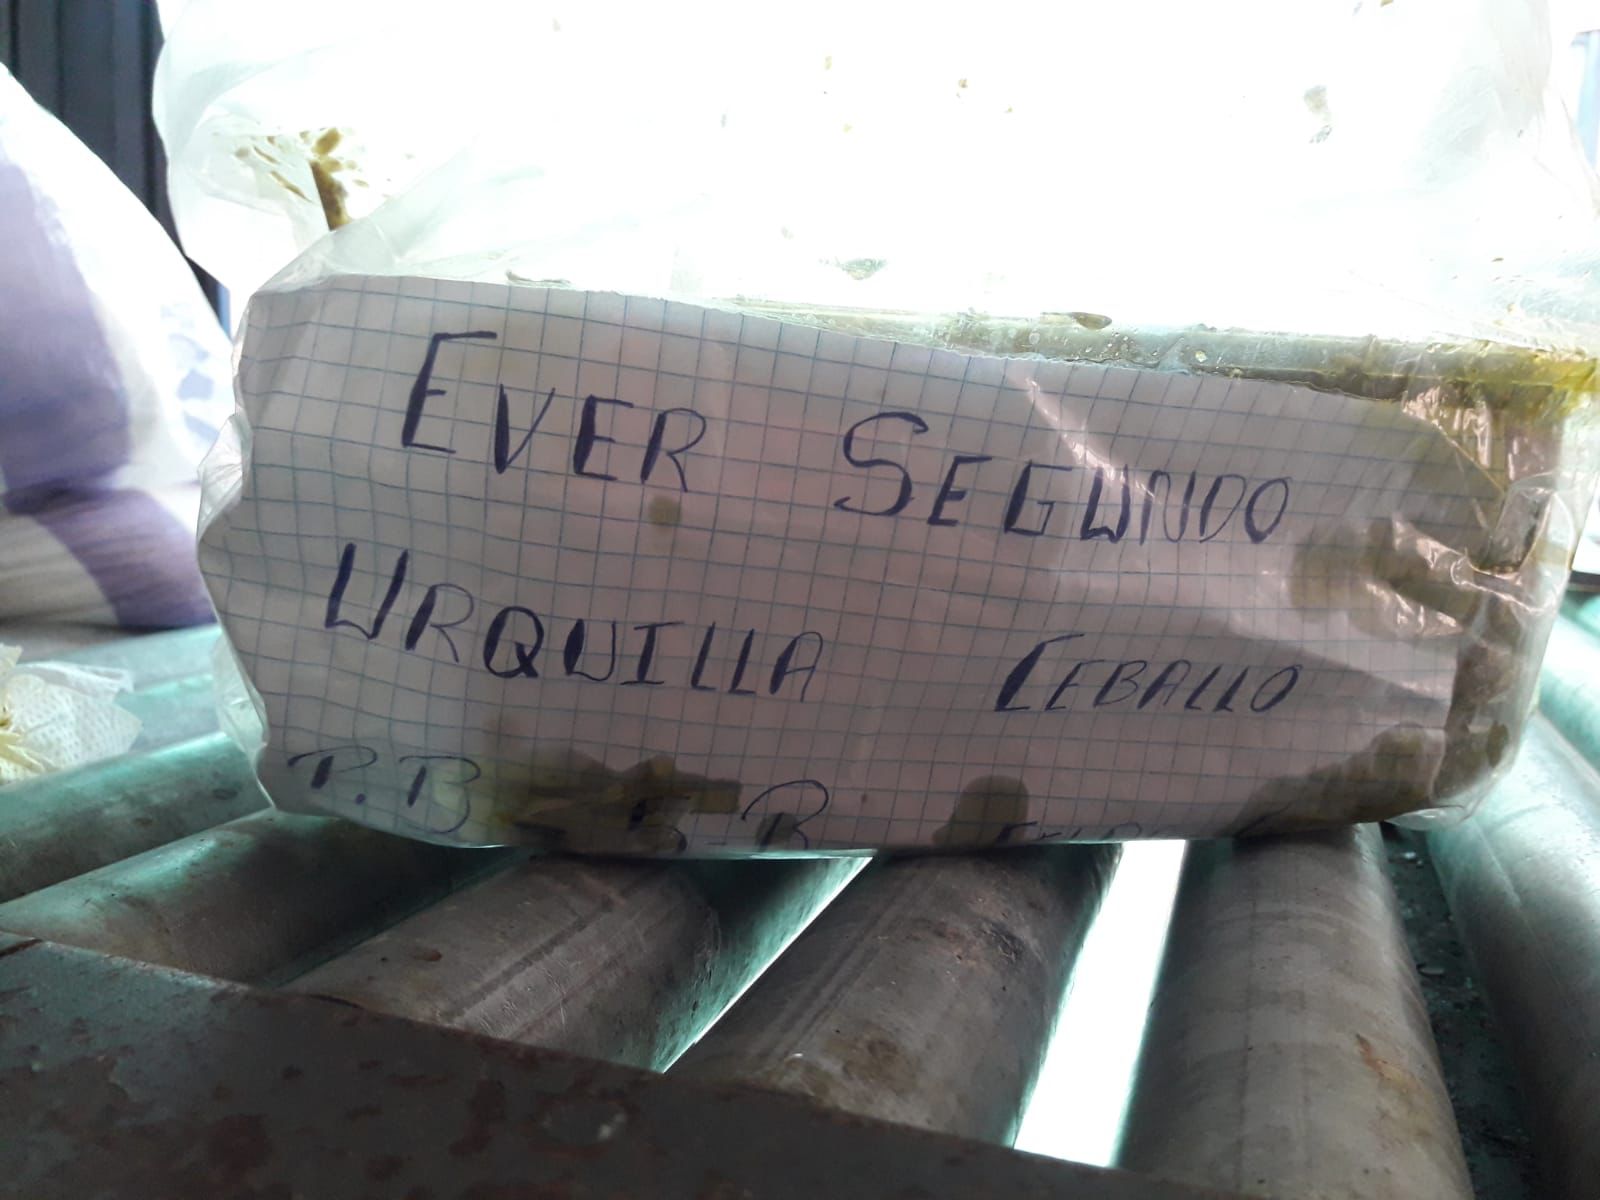 EVER SEGUNDO
URQUILLA CEBALLO
P.B